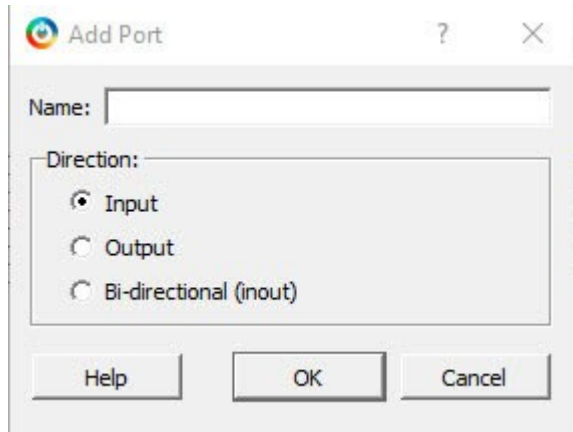 Add Port ?
Name:
Direction:
Input
Output
Bi-directional (inout)
Help OK Cancel